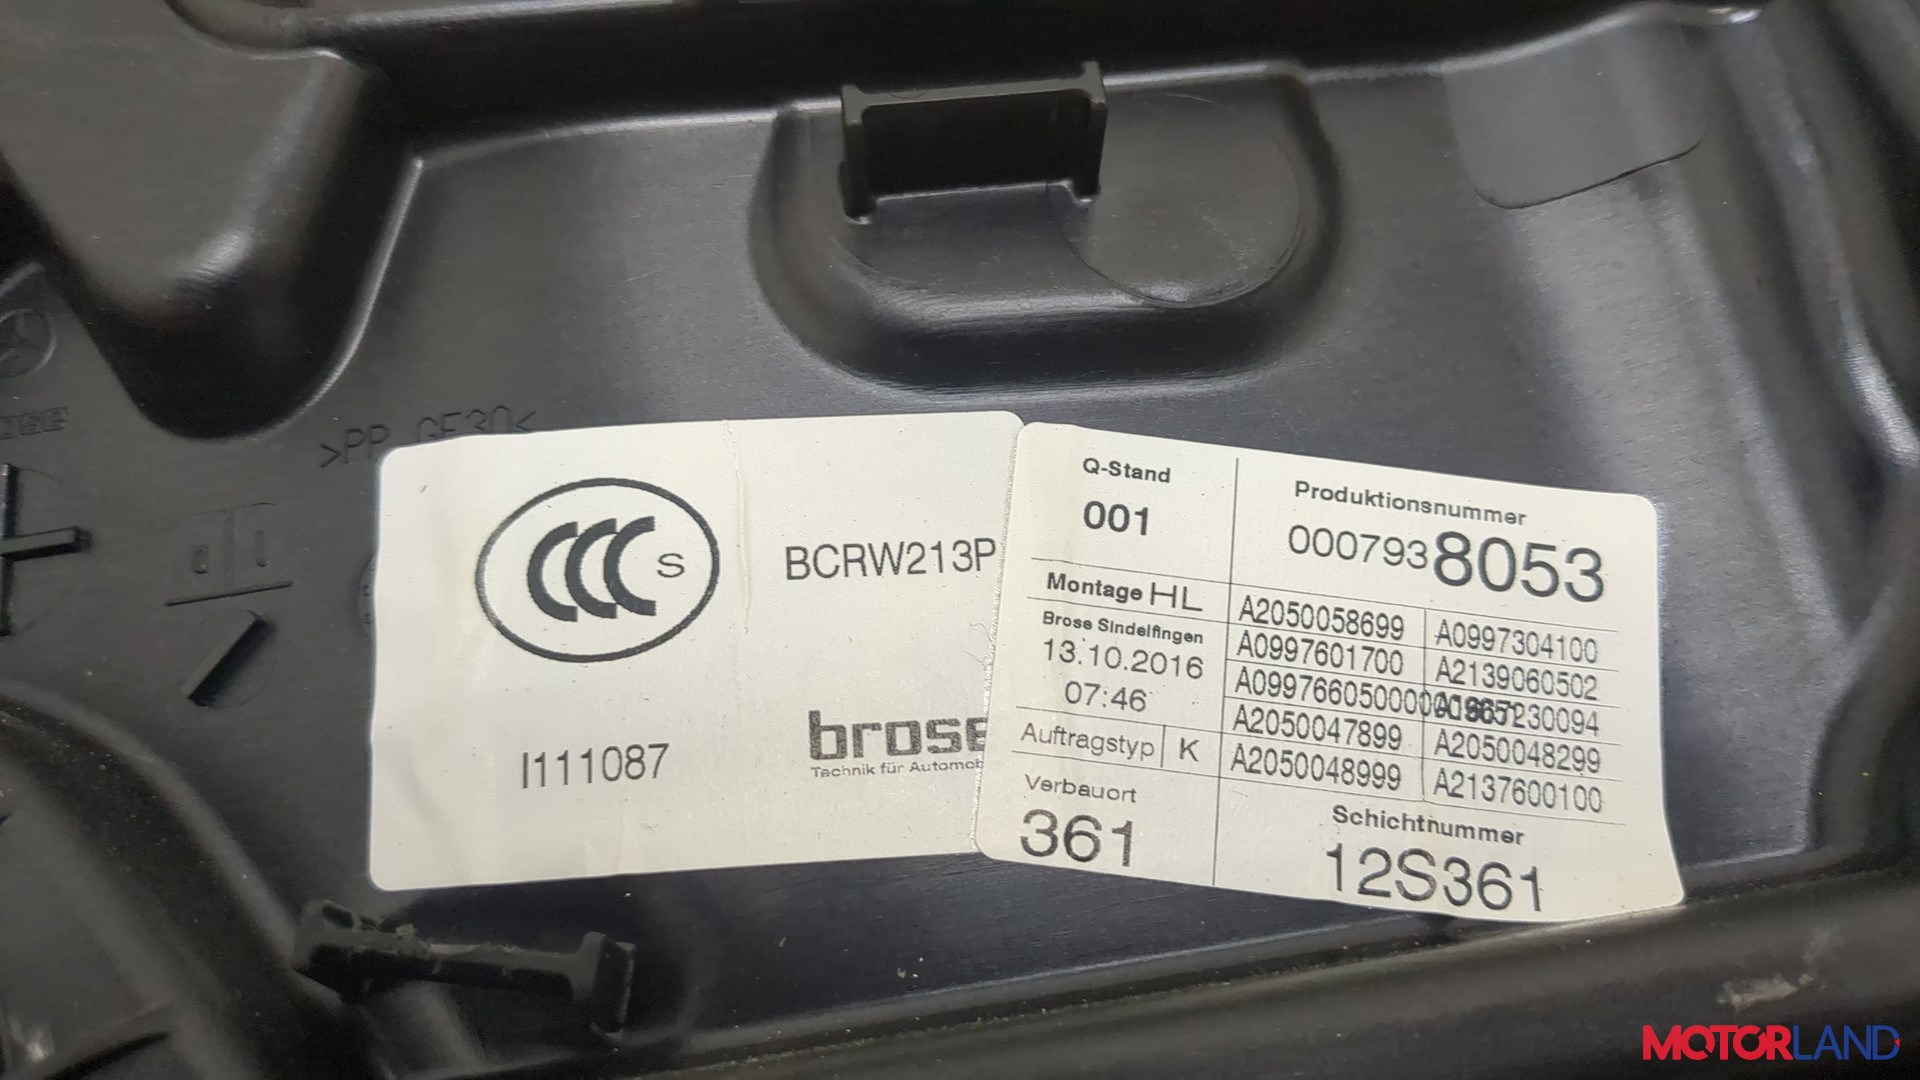 >PP GF30<
CCC S
BCRW213P
I111087
brose
Technik für Automob
Q-Stand
001
Produktionsnummer
0007938053
Montage HL
Brose Sindelfingen
13.10.2016
07:46
Auftragstyp K
Verbauort
361
A2050058699 A0997304100
A0997601700 A2139060502
A2050047899 A2050048299
A2050048999 A2137600100
Schichtnummer
12S361
MOTORLAND